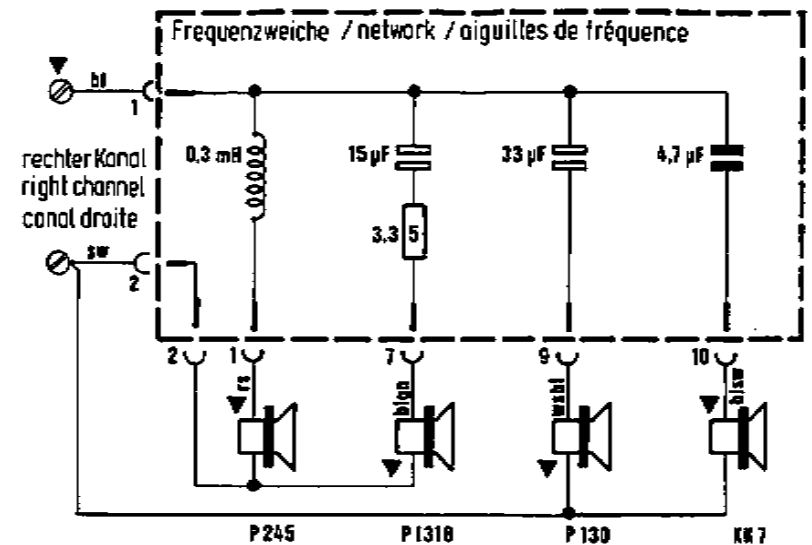 Frequenzweiche / network / aiguilles de fréquence
bl
1
rechter Kanal
right channel
canal droite
sw
2
0,3 mH
15 µF
33 µF
4,7 µF
3,3 5
2 1 7 9 10
rs
blgn
wsbl
blsw
P 245 P 1318 P 130 KK 7